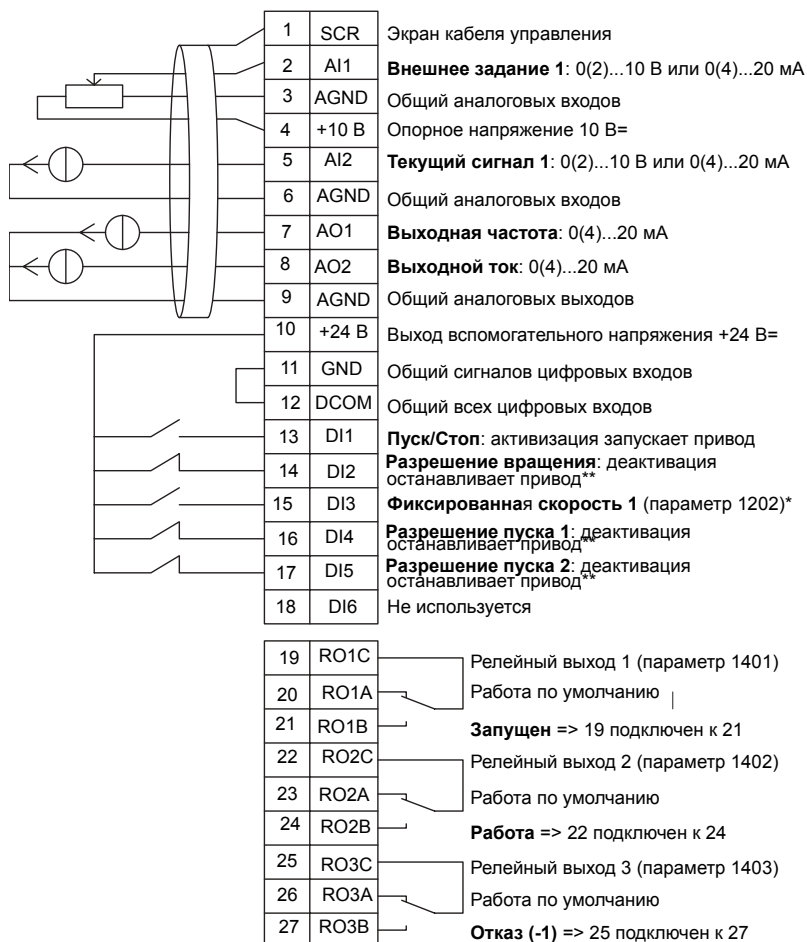 1 SCR Экран кабеля управления
2 AI1 Внешнее задание 1: 0(2)...10 В или 0(4)...20 мА
3 AGND Общий аналоговых входов
4 +10 В Опорное напряжение 10 В=
5 AI2 Текущий сигнал 1: 0(2)...10 В или 0(4)...20 мА
6 AGND Общий аналоговых входов
7 AO1 Выходная частота: 0(4)...20 мА
8 AO2 Выходной ток: 0(4)...20 мА
9 AGND Общий аналоговых выходов
10 +24 В Выход вспомогательного напряжения +24 В=
11 GND Общий сигналов цифровых входов
12 DCOM Общий всех цифровых входов
13 DI1 Пуск/Стоп: активизация запускает привод
14 DI2 Разрешение вращения: деактивация
останавливает привод**
15 DI3 Фиксированная скорость 1 (параметр 1202)*
16 DI4 Разрешение пуска 1: деактивация
останавливает привод**
17 DI5 Разрешение пуска 2: деактивация
останавливает привод**
18 DI6 Не используется
19 RO1C Релейный выход 1 (параметр 1401)
20 RO1A Работа по умолчанию
21 RO1B Запущен => 19 подключен к 21
22 RO2C Релейный выход 2 (параметр 1402)
23 RO2A Работа по умолчанию
24 RO2B Работа => 22 подключен к 24
25 RO3C Релейный выход 3 (параметр 1403)
26 RO3A Работа по умолчанию
27 RO3B Отказ (-1) => 25 подключен к 27